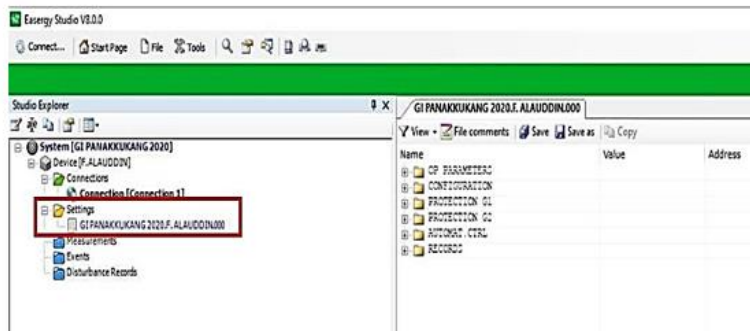 Easergy Studio V8.0.0
Connect... Start Page File Tools
Studio Explorer
System [GI PANAKKUKANG 2020]
Device [F.ALAUDDIN]
Connections
Connection [Connection 1]
Settings
GI PANAKKUKANG 2020.F. ALAUDDIN.000
Measurements
Events
Disturbance Records
GI PANAKKUKANG 2020.F. ALAUDDIN.000
View File comments Save Save as Copy
Name Value Address
OP PARAMETERS
CONFIGURATION
PROTECTION G1
PROTECTION G2
AUTOMAT. CTRL
RECORDS